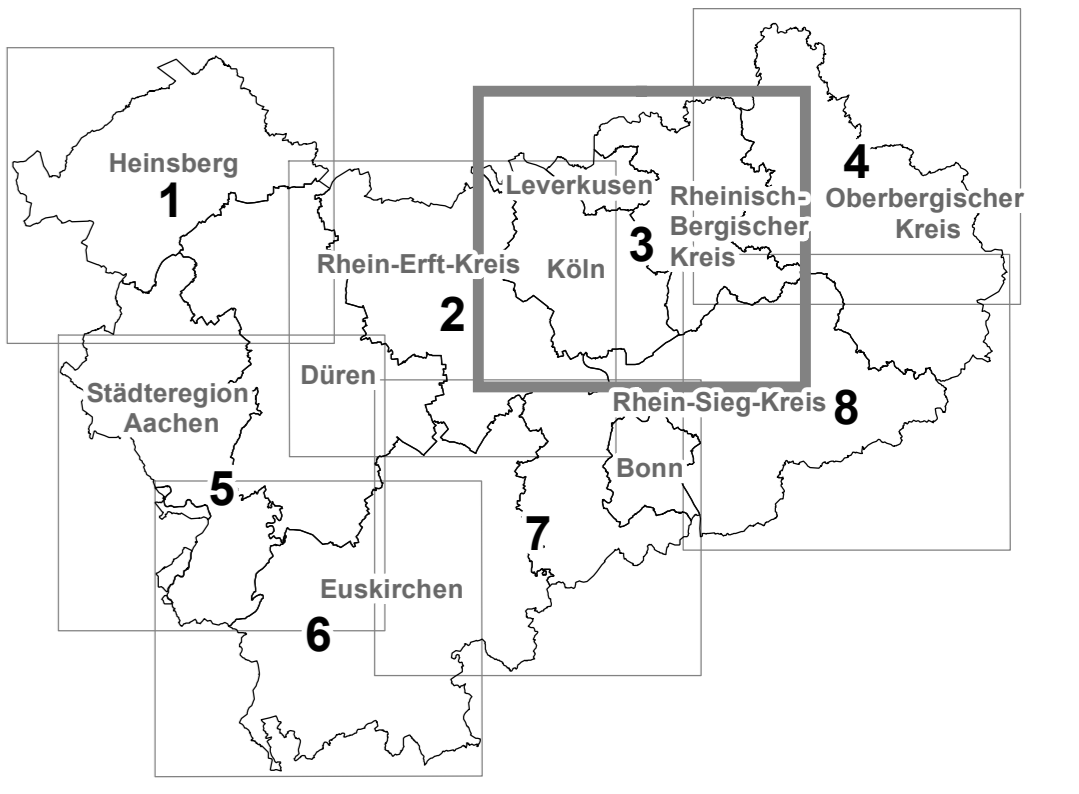 Heinsberg
1
Leverkusen
Rheinisch-
Bergischer
Kreis
3
4
Oberbergischer
Kreis
Rhein-Erft-Kreis
2
Köln
Düren
Städteregion
Aachen
5
Rhein-Sieg-Kreis
8
Bonn
7
Euskirchen
6